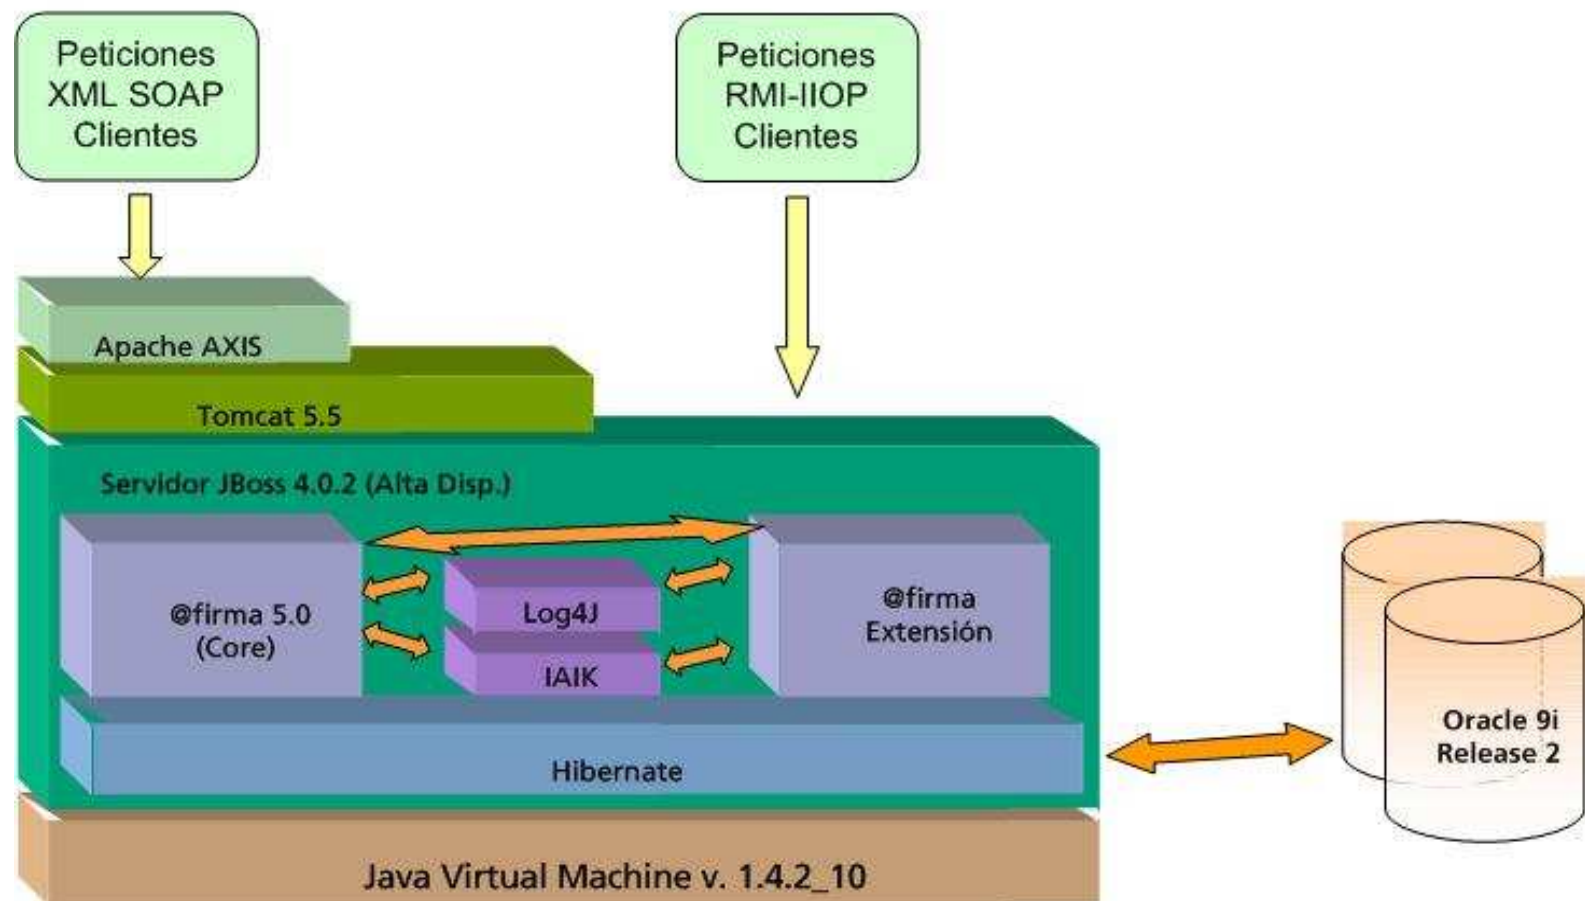 Peticiones
XML SOAP
Clientes
Peticiones
RMI-IIOP
Clientes
Apache AXIS
Tomcat 5.5
Servidor JBoss 4.0.2 (Alta Disp.)
@firma 5.0
(Core)
Log4J
IAIK
@firma
Extensión
Hibernate
Oracle 9i
Release 2
Java Virtual Machine v. 1.4.2_10